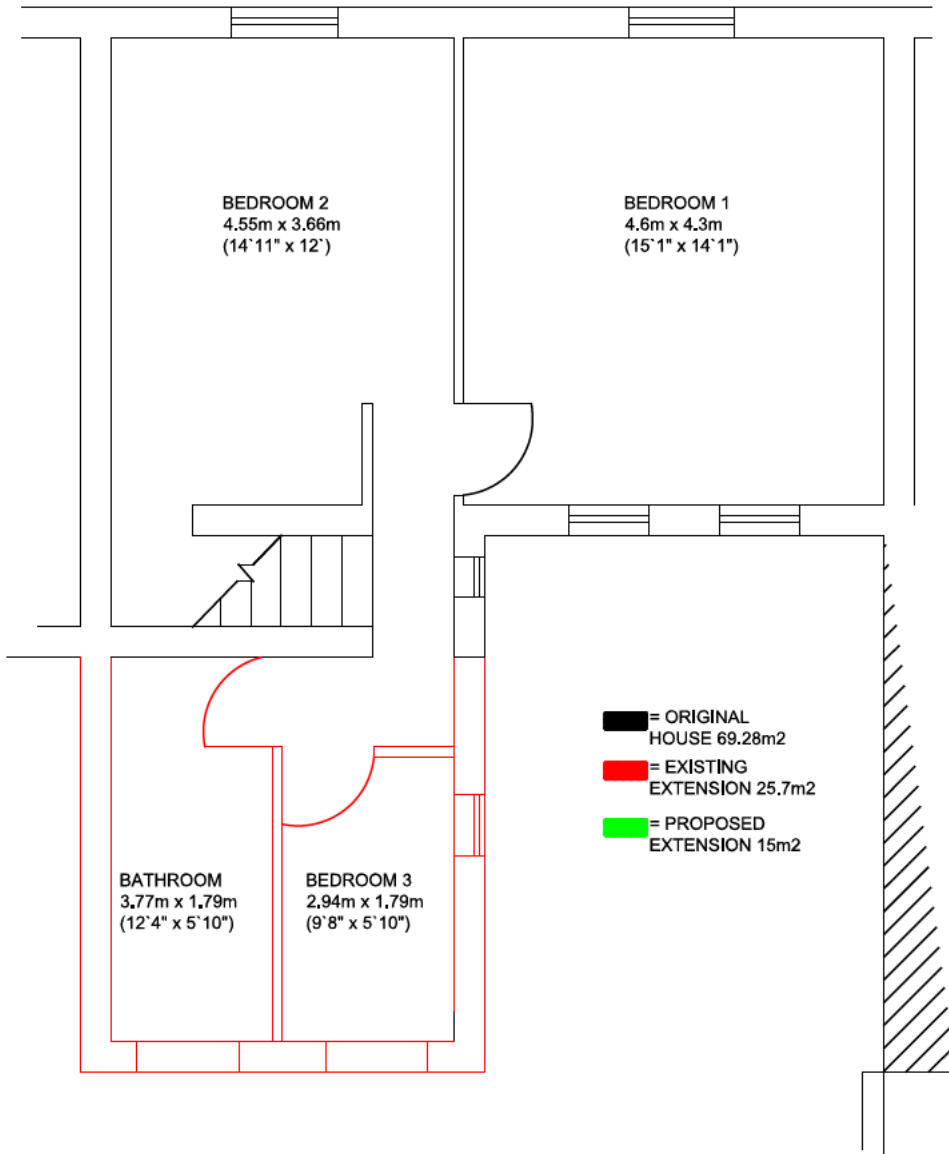 BEDROOM 2
4.55m x 3.66m
(14`11" x 12`)
BEDROOM 1
4.6m x 4.3m
(15`1" x 14`1")
= ORIGINAL
HOUSE 69.28m2
= EXISTING
EXTENSION 25.7m2
= PROPOSED
EXTENSION 15m2
BATHROOM
3.77m x 1.79m
(12`4" x 5`10")
BEDROOM 3
2.94m x 1.79m
(9`8" x 5`10")